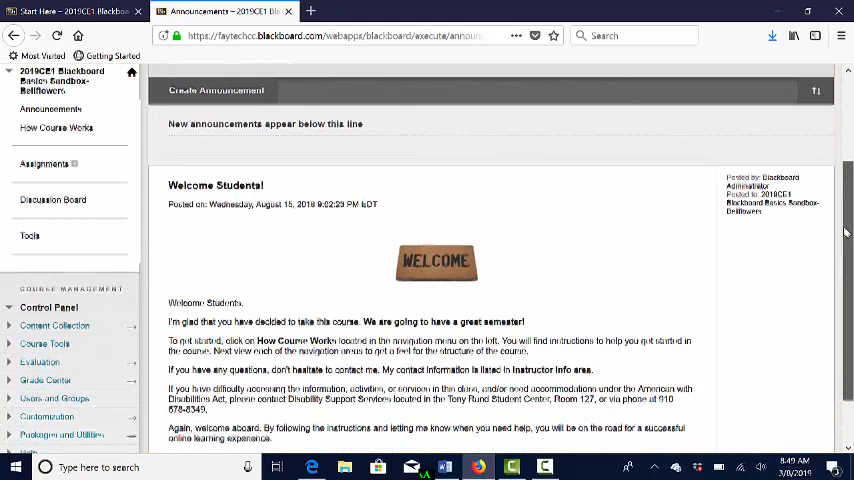 Start Here – 2019CE1 Blackboa
Announcements – 2019CE1 Bla
https://faytechcc.blackboard.com/webapps/blackboard/execute/announ
Search
Most Visited
Getting Started
2019CE1 Blackboard
Basics Sandbox-
Bellflowers
Announcements
How Course Works
Assignments
Discussion Board
Tools
COURSE MANAGEMENT
Control Panel
Content Collection
Course Tools
Evaluation
Grade Center
Users and Groups
Customization
Packages and Utilities
Help
Create Announcement
New announcements appear below this line
Welcome Students!
Posted on: Wednesday, August 15, 2018 9:02:23 PM EDT
Posted by: Blackboard
Administrator
Posted to: 2019CE1
Blackboard Basics Sandbox-
Bellflowers
WELCOME
Welcome Students,
I'm glad that you have decided to take this course. We are going to have a great semester!
To get started, click on How Course Works located in the navigation menu on the left. You will find instructions to help you get started in
the course. Next view each of the navigation areas to get a feel for the structure of the course.
If you have any questions, don't hesitate to contact me. My contact information is listed in Instructor Info area.
If you have difficulty accessing the information, activities, or services in this class, and/or need accommodations under the American with
Disabilities Act, please contact Disability Support Services located in the Tony Rand Student Center, Room 127, or via phone at 910
678-8349.
Again, welcome aboard. By following the instructions and letting me know when you need help, you will be on the road for a successful
online learning experience.
Type here to search
8:49 AM
3/8/2019